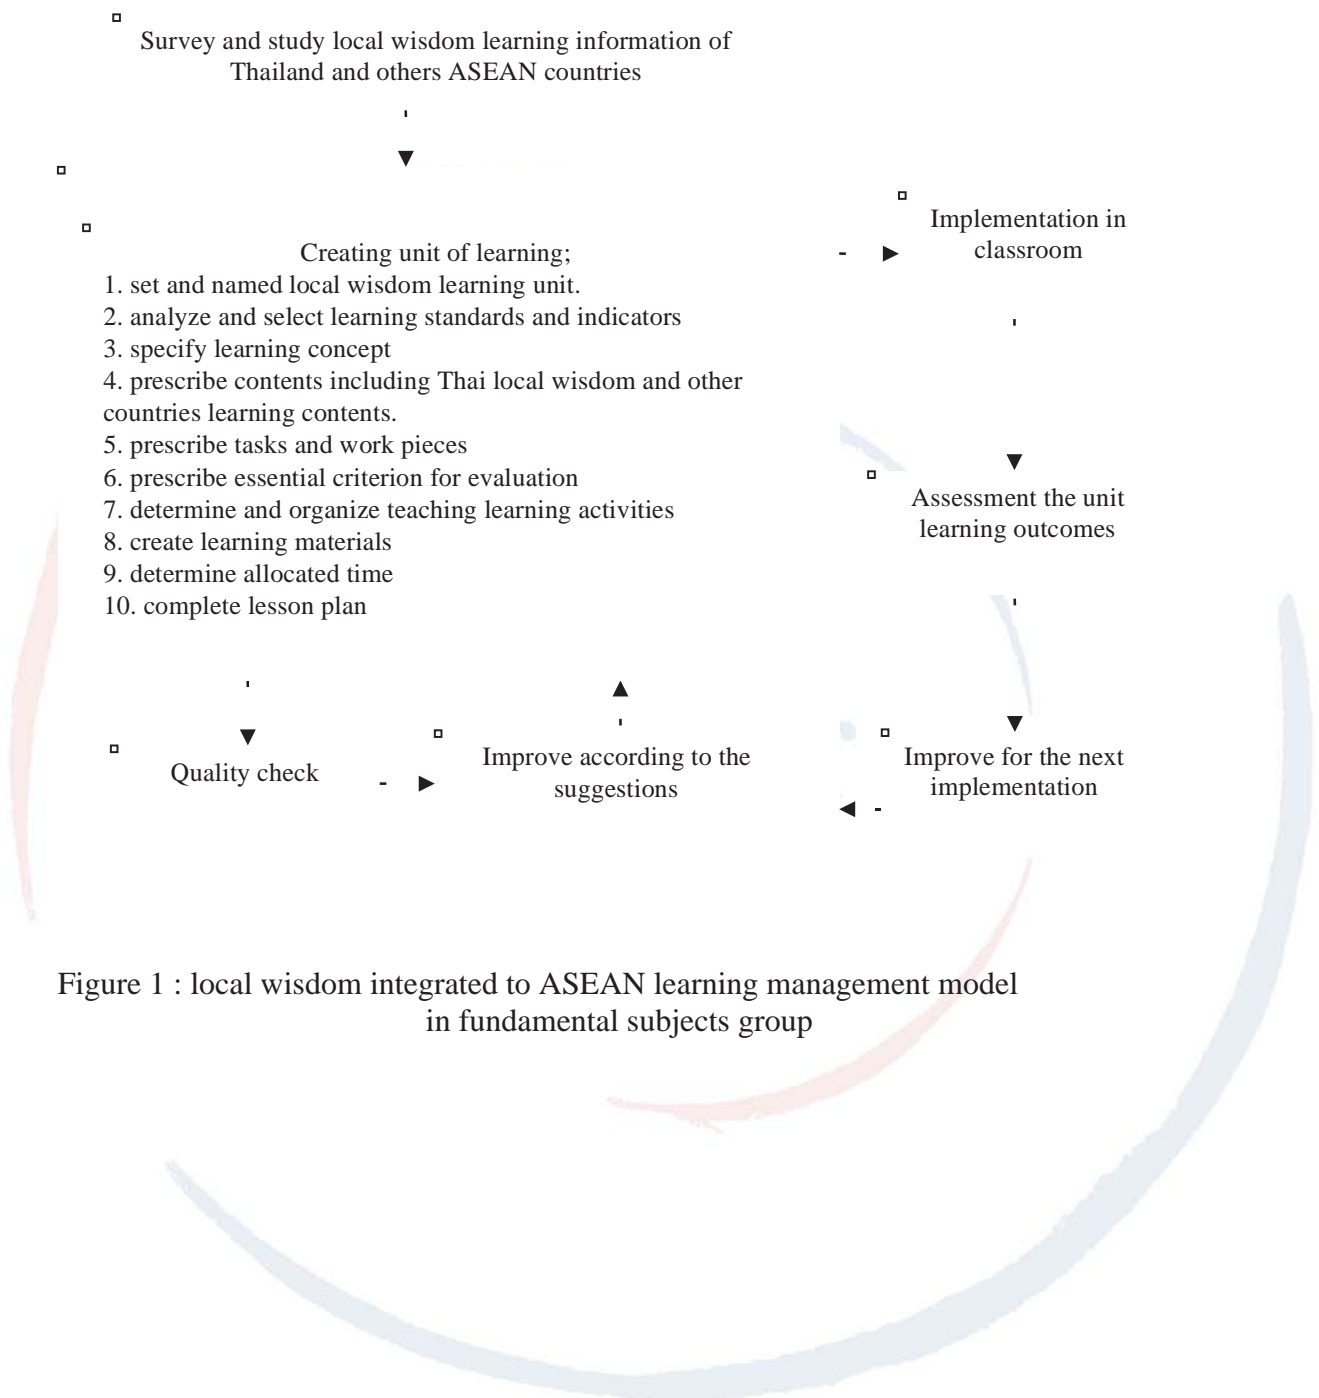 Survey and study local wisdom learning information of
Thailand and others ASEAN countries
Creating unit of learning;
1. set and named local wisdom learning unit.
2. analyze and select learning standards and indicators
3. specify learning concept
4. prescribe contents including Thai local wisdom and other
countries learning contents.
5. prescribe tasks and work pieces
6. prescribe essential criterion for evaluation
7. determine and organize teaching learning activities
8. create learning materials
9. determine allocated time
10. complete lesson plan
Implementation in
classroom
Assessment the unit
learning outcomes
Quality check
Improve according to the
suggestions
Improve for the next
implementation
Figure 1 : local wisdom integrated to ASEAN learning management model
in fundamental subjects group